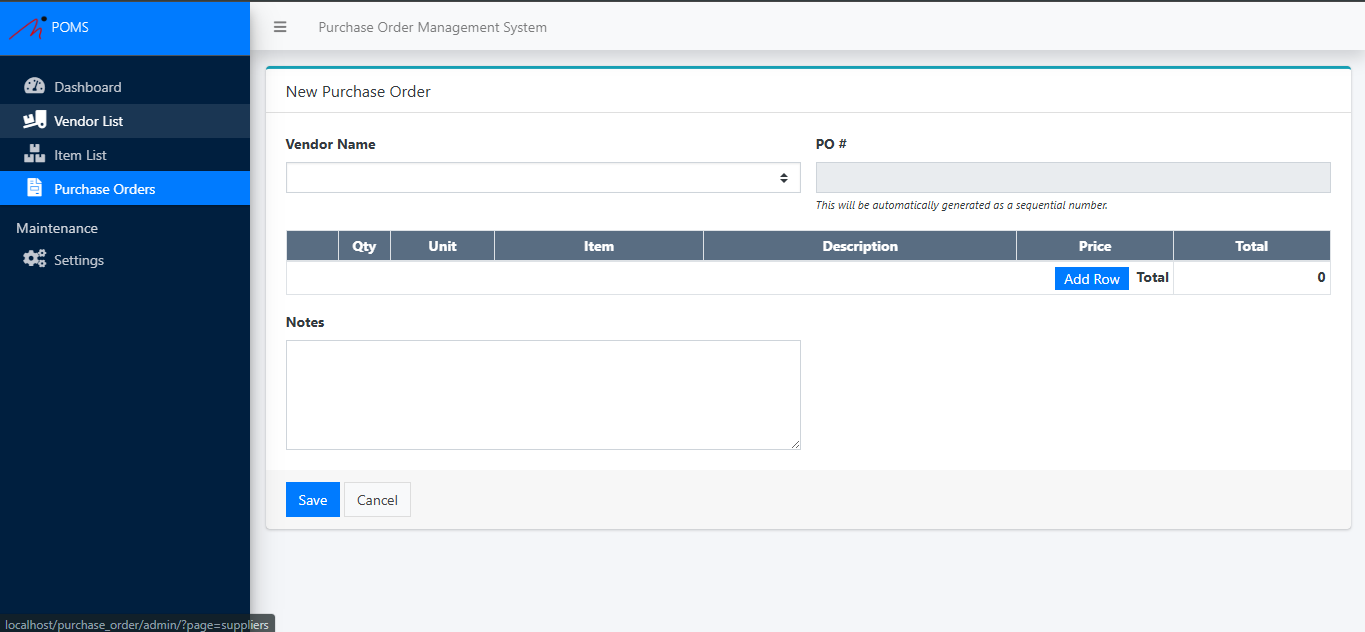 POMS
Purchase Order Management System
Dashboard
Vendor List
Item List
Purchase Orders
Maintenance
Settings
New Purchase Order
Vendor Name
PO #
This will be automatically generated as a sequential number.
Qty Unit Item Description Price Total
Add Row Total 0
Notes
Save Cancel
localhost/purchase_order/admin/?page=suppliers